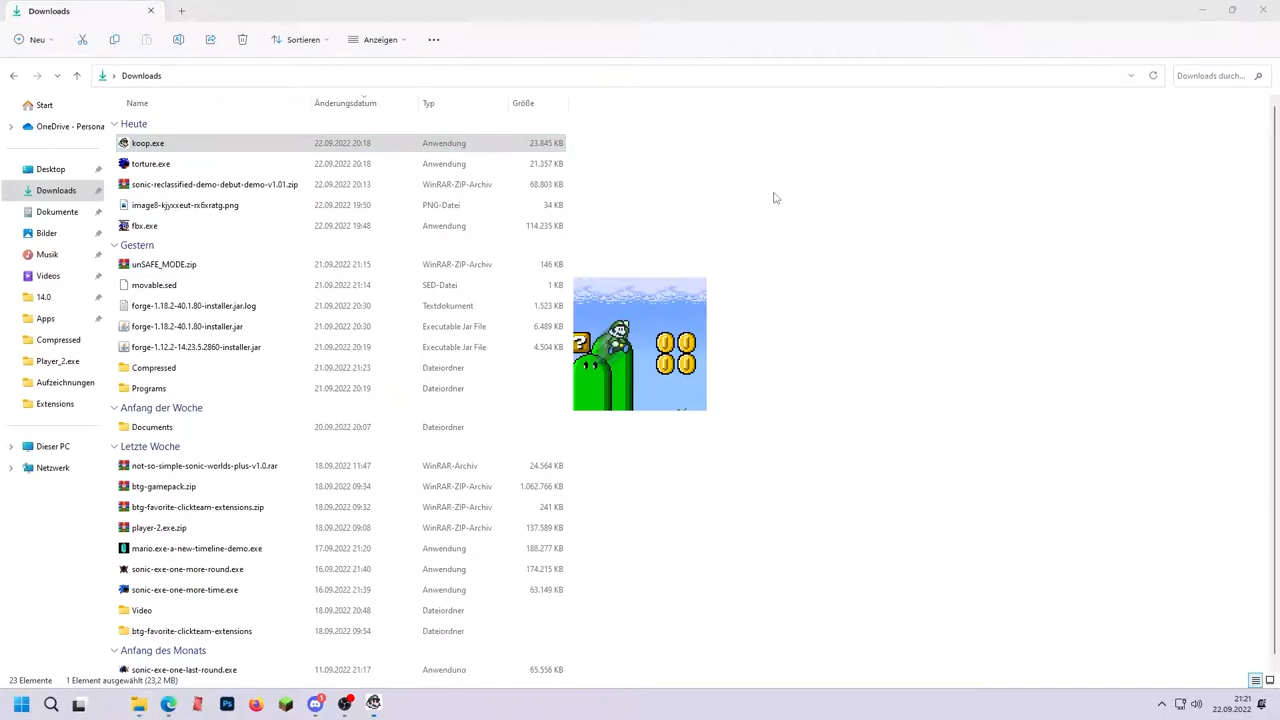 Downloads
Neu
Sortieren
Anzeigen
Downloads
Downloads durch...
Name
Änderungsdatum
Typ
Größe
Start
OneDrive - Persona
Desktop
Downloads
Dokumente
Bilder
Musik
Videos
14.0
Apps
Compressed
Player_2.exe
Aufzeichnungen
Extensions
Dieser PC
Netzwerk
Heute
koop.exe 22.09.2022 20:18 Anwendung 23.845 KB
torture.exe 22.09.2022 20:18 Anwendung 21.357 KB
sonic-reclassified-demo-debut-demo-v1.01.zip 22.09.2022 20:13 WinRAR-ZIP-Archiv 68.803 KB
image8-kjyxxeut-rx6xratg.png 22.09.2022 19:50 PNG-Datei 34 KB
fbx.exe 22.09.2022 19:48 Anwendung 114.235 KB
Gestern
unSAFE_MODE.zip 21.09.2022 21:15 WinRAR-ZIP-Archiv 146 KB
movable.sed 21.09.2022 21:14 SED-Datei 1 KB
forge-1.18.2-40.1.80-installer.jar.log 21.09.2022 20:30 Textdokument 1.523 KB
forge-1.18.2-40.1.80-installer.jar 21.09.2022 20:30 Executable Jar File 6.489 KB
forge-1.12.2-14.23.5.2860-installer.jar 21.09.2022 20:19 Executable Jar File 4.504 KB
Compressed 21.09.2022 21:23 Dateiordner
Programs 21.09.2022 20:19 Dateiordner
Anfang der Woche
Documents 20.09.2022 20:07 Dateiordner
Letzte Woche
not-so-simple-sonic-worlds-plus-v1.0.rar 18.09.2022 11:47 WinRAR-Archiv 24.564 KB
btg-gamepack.zip 18.09.2022 09:34 WinRAR-ZIP-Archiv 1.062.766 KB
btg-favorite-clickteam-extensions.zip 18.09.2022 09:32 WinRAR-ZIP-Archiv 241 KB
player-2.exe.zip 18.09.2022 09:08 WinRAR-ZIP-Archiv 137.589 KB
mario.exe-a-new-timeline-demo.exe 17.09.2022 21:20 Anwendung 188.277 KB
sonic-exe-one-more-round.exe 16.09.2022 21:40 Anwendung 174.215 KB
sonic-exe-one-more-time.exe 16.09.2022 21:39 Anwendung 63.149 KB
Video 18.09.2022 20:48 Dateiordner
btg-favorite-clickteam-extensions 18.09.2022 09:54 Dateiordner
Anfang des Monats
sonic-exe-one-last-round.exe 11.09.2022 21:17 Anwendung 65.556 KB
?
23 Elemente
1 Element ausgewählt (23,2 MB)
Ps
1
21:21
22.09.2022